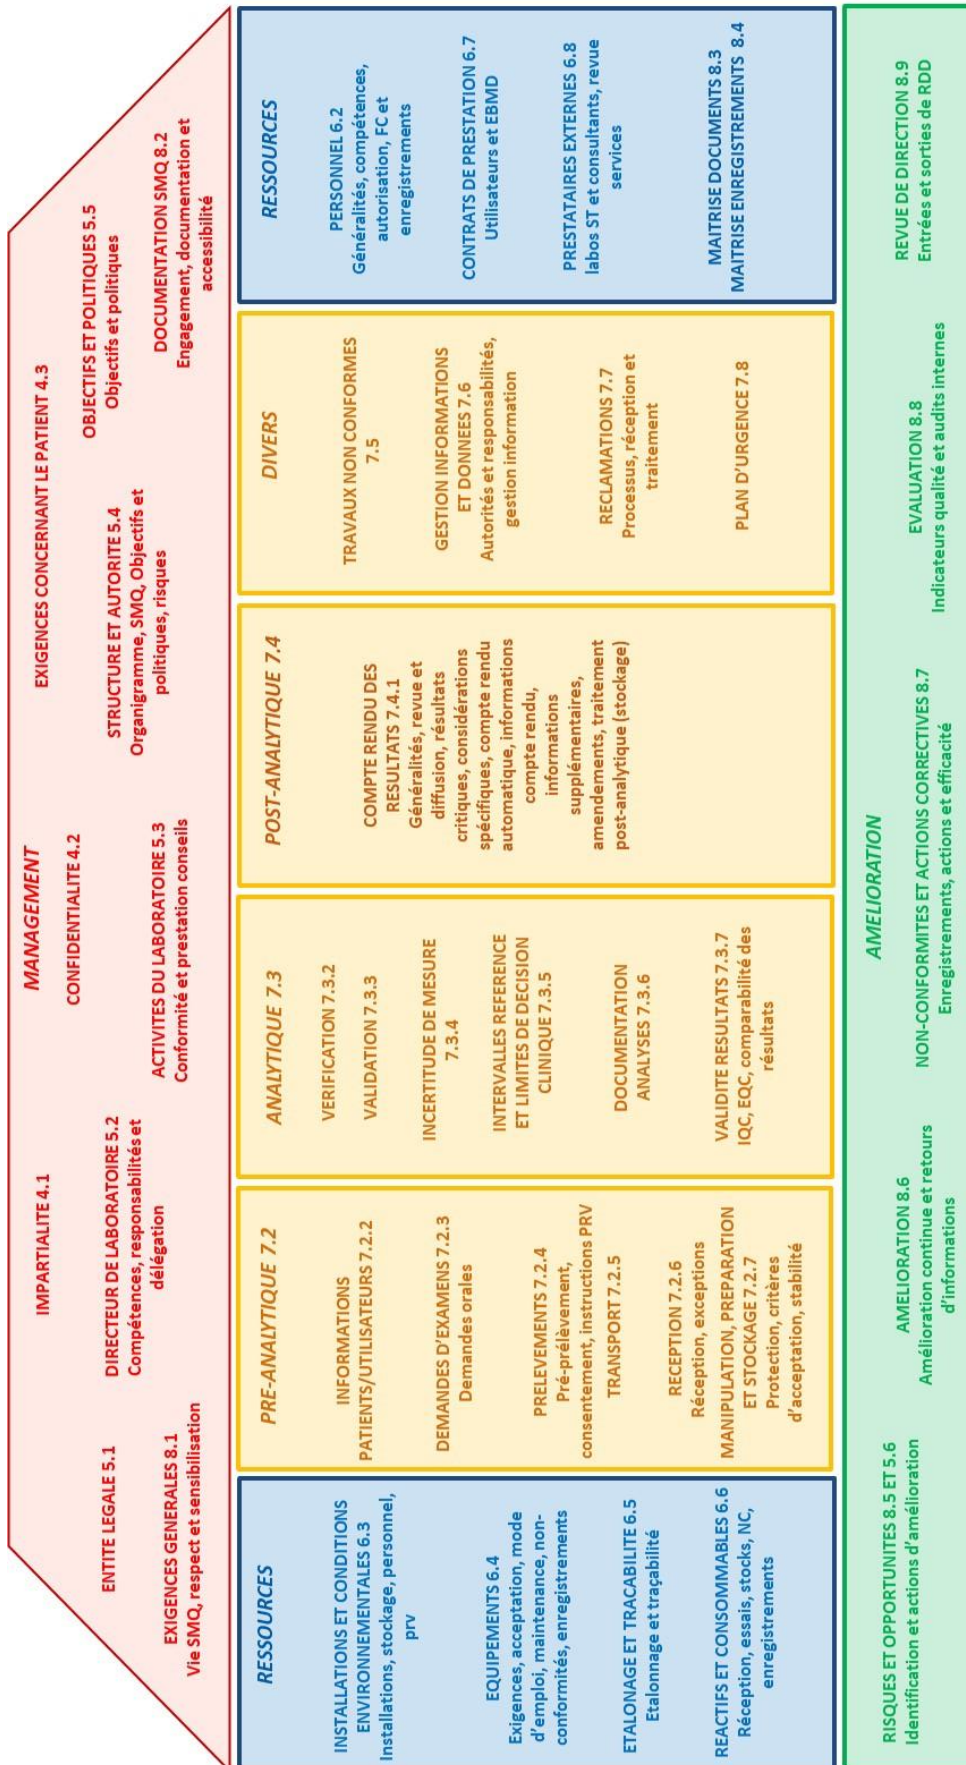 MANAGEMENT
IMPARTIALITE 4.1
CONFIDENTIALITE 4.2
EXIGENCES CONCERNANT LE PATIENT 4.3
ENTITE LEGALE 5.1
DIRECTEUR DE LABORATOIRE 5.2
Compétences, responsabilités et
délégation
ACTIVITES DU LABORATOIRE 5.3
Conformité et prestation conseils
STRUCTURE ET AUTORITE 5.4
Organigramme, SMQ, Objectifs et
politiques, risques
OBJECTIFS ET POLITIQUES 5.5
Objectifs et politiques
EXIGENCES GENERALES 8.1
Vie SMQ, respect et sensibilisation
DOCUMENTATION SMQ 8.2
Engagement, documentation et
accessibilité
RESSOURCES
INSTALLATIONS ET CONDITIONS
ENVIRONNEMENTALES 6.3
Installations, stockage, personnel,
prv
EQUIPEMENTS 6.4
Exigences, acceptation, mode
d'emploi, maintenance, non-
conformités, enregistrements
ETALONAGE ET TRACABILITE 6.5
Etalonnage et traçabilité
REACTIFS ET CONSOMMABLES 6.6
Réception, essais, stocks, NC,
enregistrements
PRE-ANALYTIQUE 7.2
INFORMATIONS
PATIENTS/UTILISATEURS 7.2.2
DEMANDES D'EXAMENS 7.2.3
Demandes orales
PRELEVEMENTS 7.2.4
Pré-prélèvement,
consentement, instructions PRV
TRANSPORT 7.2.5
RECEPTION 7.2.6
Réception, exceptions
MANIPULATION, PREPARATION
ET STOCKAGE 7.2.7
Protection, critères
d'acceptation, stabilité
ANALYTIQUE 7.3
VERIFICATION 7.3.2
VALIDATION 7.3.3
INCERTITUDE DE MESURE
7.3.4
INTERVALLES REFERENCE
ET LIMITES DE DECISION
CLINIQUE 7.3.5
DOCUMENTATION
ANALYSES 7.3.6
VALIDITE RESULTATS 7.3.7
IQC, EQC, comparabilité des
résultats
POST-ANALYTIQUE 7.4
COMPTE RENDU DES
RESULTATS 7.4.1
Généralités, revue et
diffusion, résultats
critiques, considérations
spécifiques, compte rendu
automatique, informations
compte rendu,
informations
supplémentaires,
amendements, traitement
post-analytique (stockage)
DIVERS
TRAVAUX NON CONFORMES
7.5
GESTION INFORMATIONS
ET DONNEES 7.6
Autorités et responsabilités,
gestion information
RECLAMATIONS 7.7
Processus, réception et
traitement
PLAN D'URGENCE 7.8
RESSOURCES
PERSONNEL 6.2
Généralités, compétences,
autorisation, FC et
enregistrements
CONTRATS DE PRESTATION 6.7
Utilisateurs et EBMD
PRESTATAIRES EXTERNES 6.8
labos ST et consultants, revue
services
MAITRISE DOCUMENTS 8.3
MAITRISE ENREGISTREMENTS 8.4
AMELIORATION
RISQUES ET OPPORTUNITES 8.5 ET 5.6
Identification et actions d'amélioration
AMELIORATION 8.6
Amélioration continue et retours
d'informations
NON-CONFORMITES ET ACTIONS CORRECTIVES 8.7
Enregistrements, actions et efficacité
EVALUATION 8.8
Indicateurs qualité et audits internes
REVUE DE DIRECTION 8.9
Entrées et sorties de RDD